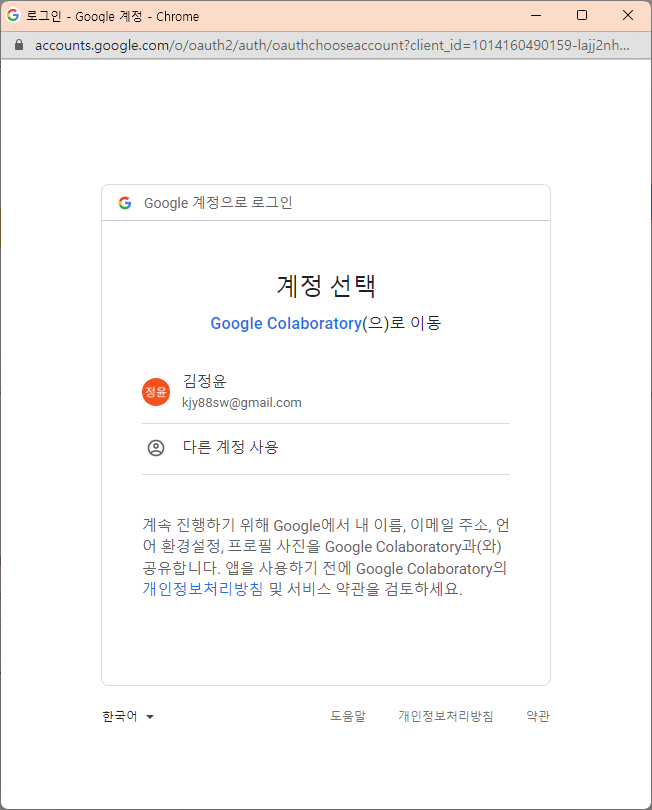 로그인 - Google 계정 - Chrome
accounts.google.com/o/oauth2/auth/oauthchooseaccount?client_id=1014160490159-lajj2nh...
Google 계정으로 로그인
계정 선택
Google Colaboratory(으)로 이동
정윤
김정윤
kjy88sw@gmail.com
다른 계정 사용
계속 진행하기 위해 Google에서 내 이름, 이메일 주소, 언
어 환경설정, 프로필 사진을 Google Colaboratory과(와)
공유합니다. 앱을 사용하기 전에 Google Colaboratory의
개인정보처리방침 및 서비스 약관을 검토하세요.
한국어
도움말
개인정보처리방침
약관